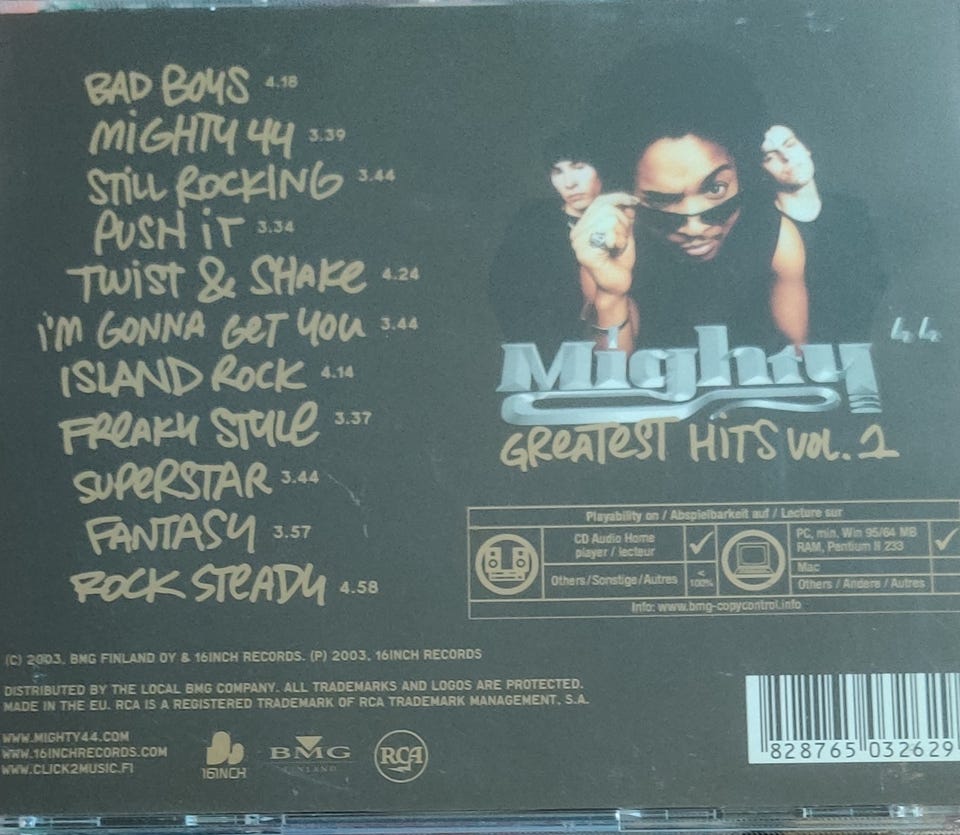 BAD BOYS 4.18
MIGHTY 44 3.39
STILL ROCKING 3.44
PUSH IT 3.34
TWIST & SHAKE 4.24
I'M GONNA GET YOU 3.44
ISLAND ROCK 4.14
FREAKY STYLE 3.37
SUPERSTAR 3.44
FANTASY 3.57
ROCK STEADY 4.58
Mighty 44
GREATEST HITS VOL. 1
Playability on / Abspielbarkeit auf / Lecture sur
CD Audio Home
player / lecteur
Others/Sonstige/Autres
< 100%
PC, min. Win 95/64 MB
RAM, Pentium II 233
Mac
Others / Andere / Autres
Info: www.bmg-copycontrol.info
(C) 2003, BMG FINLAND OY & 16INCH RECORDS. (P) 2003, 16INCH RECORDS
DISTRIBUTED BY THE LOCAL BMG COMPANY. ALL TRADEMARKS AND LOGOS ARE PROTECTED.
MADE IN THE EU. RCA IS A REGISTERED TRADEMARK OF RCA TRADEMARK MANAGEMENT, S.A.
WWW.MIGHTY44.COM
WWW.16INCHRECORDS.COM
WWW.CLICK2MUSIC.FI
16INCH
BMG
FINLAND
RCA
828765 032629